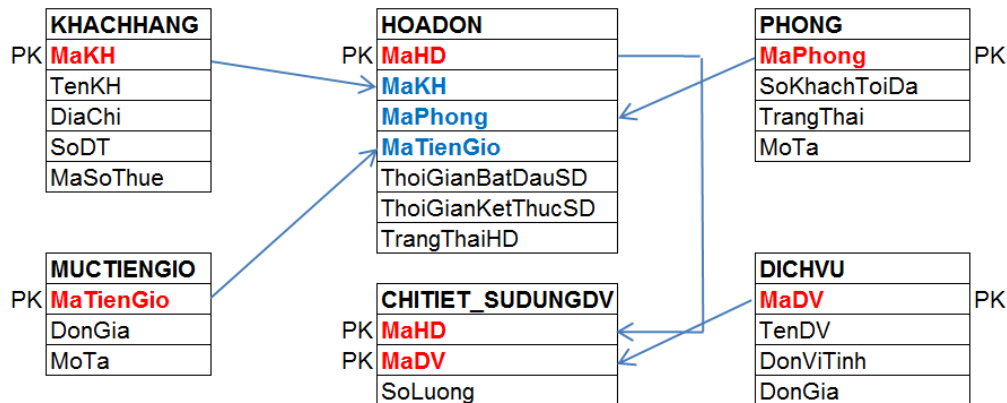 KHACHHANG
PK MaKH
TenKH
DiaChi
SoDT
MaSoThue
HOADON
PK MaHD
MaKH
MaPhong
MaTienGio
ThoiGianBatDauSD
ThoiGianKetThucSD
TrangThaiHD
PHONG
MaPhong PK
SoKhachToiDa
TrangThai
MoTa
MUCTIENGIO
PK MaTienGio
DonGia
MoTa
CHITIET_SUDUNGDV
PK MaHD
PK MaDV
SoLuong
DICHVU
MaDV PK
TenDV
DonViTinh
DonGia